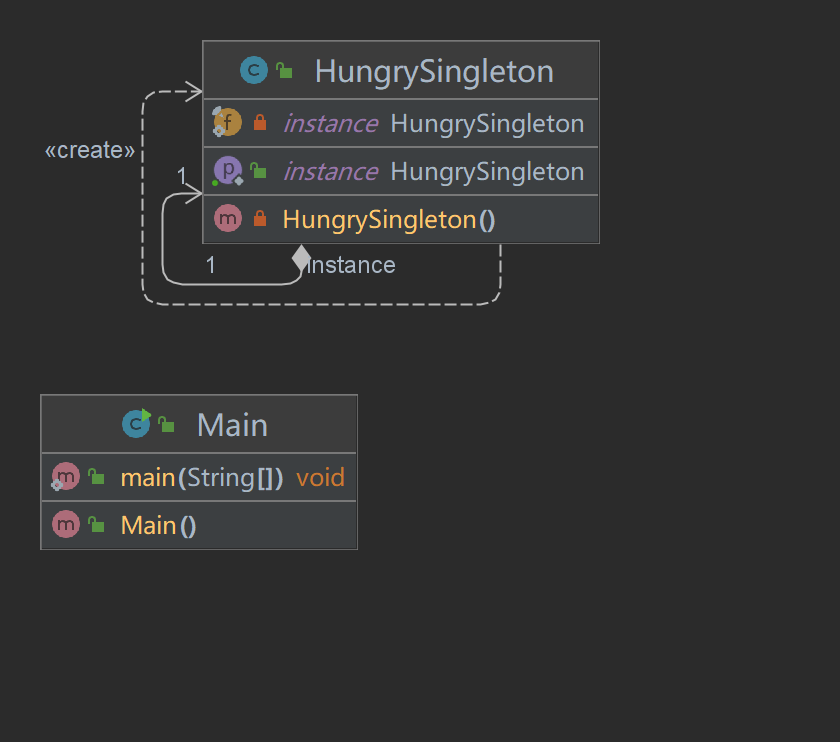 HungrySingleton
«create»
instance HungrySingleton
1
instance HungrySingleton
HungrySingleton()
1
instance
Main
main(String[]) void
Main()